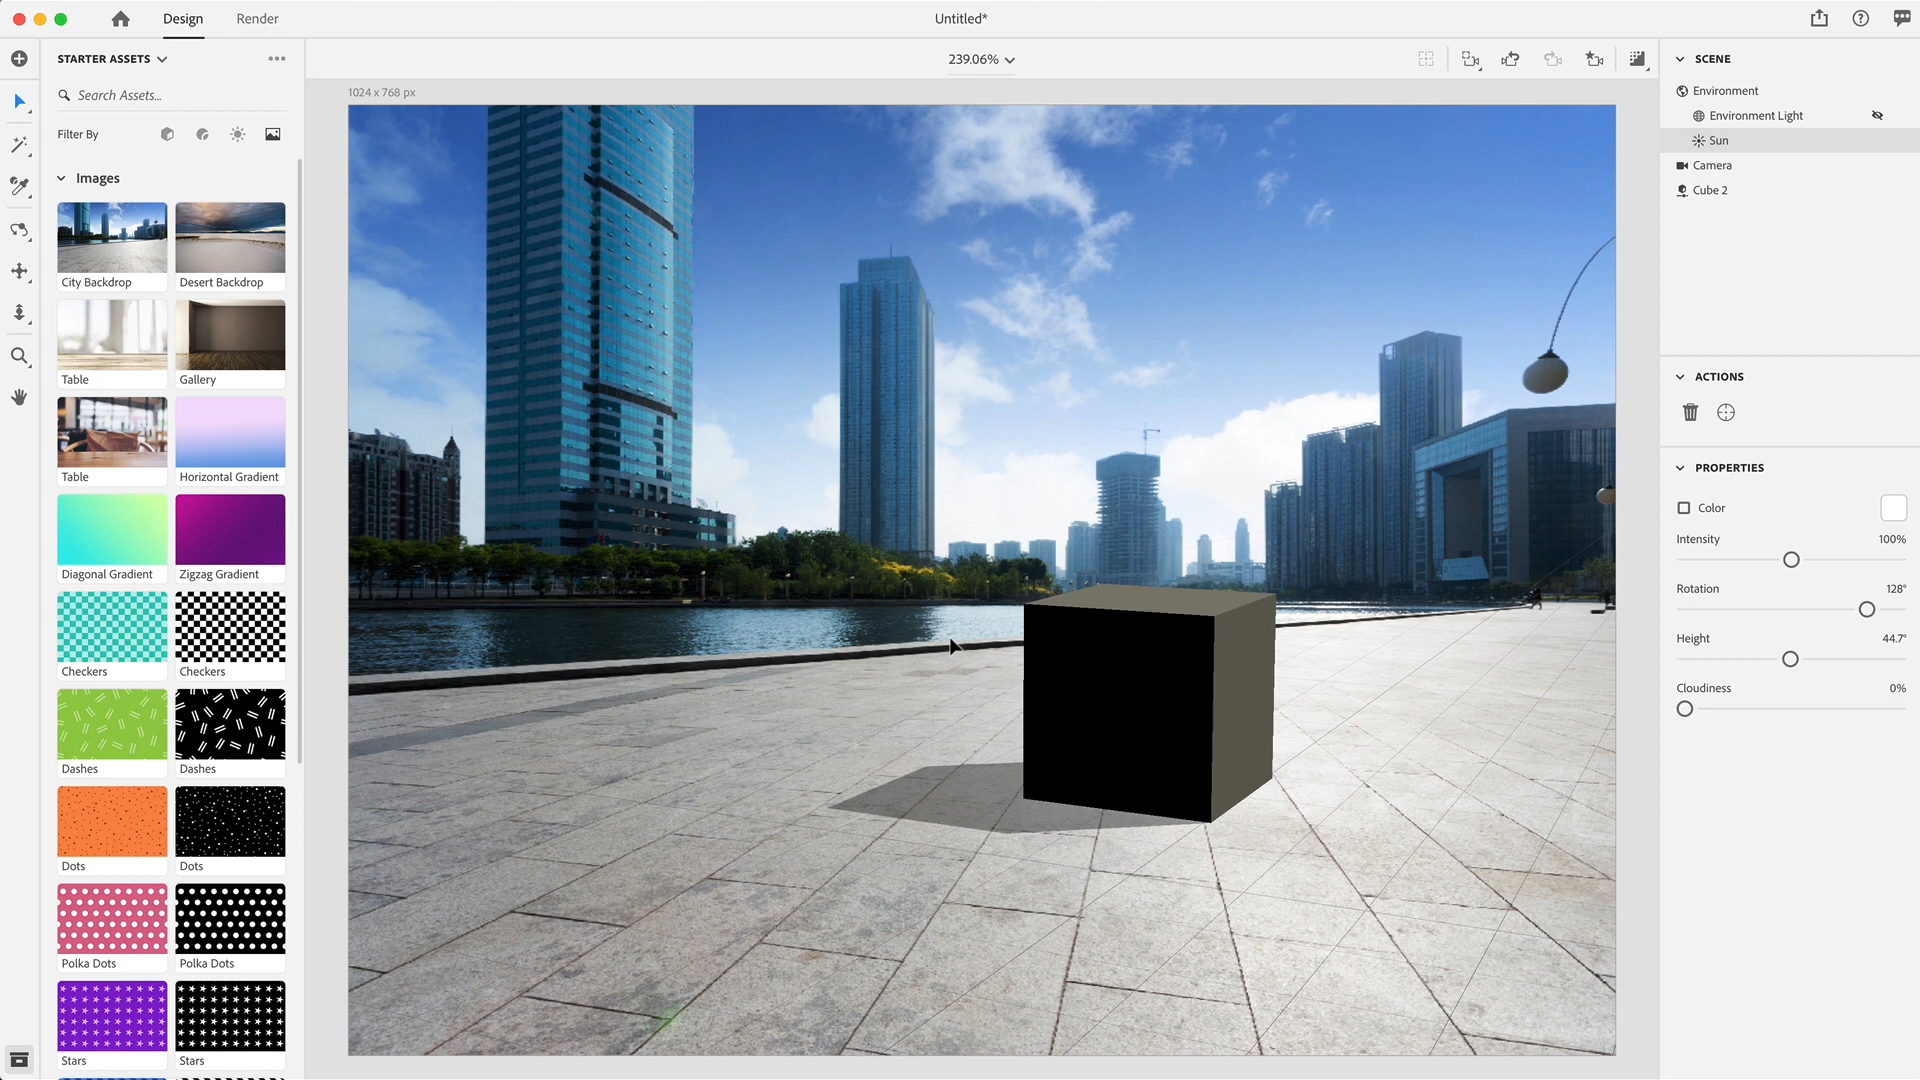 Design
Render
Untitled*
STARTER ASSETS
239.06%
Search Assets...
Filter By
Images
City Backdrop
Desert Backdrop
Table
Gallery
Table
Horizontal Gradient
Diagonal Gradient
Zigzag Gradient
Checkers
Checkers
Dashes
Dashes
Dots
Dots
Polka Dots
Polka Dots
Stars
Stars
1024 x 768 px
SCENE
Environment
Environment Light
Sun
Camera
Cube 2
ACTIONS
PROPERTIES
Color
Intensity 100%
Rotation 128°
Height 44.7°
Cloudiness 0%